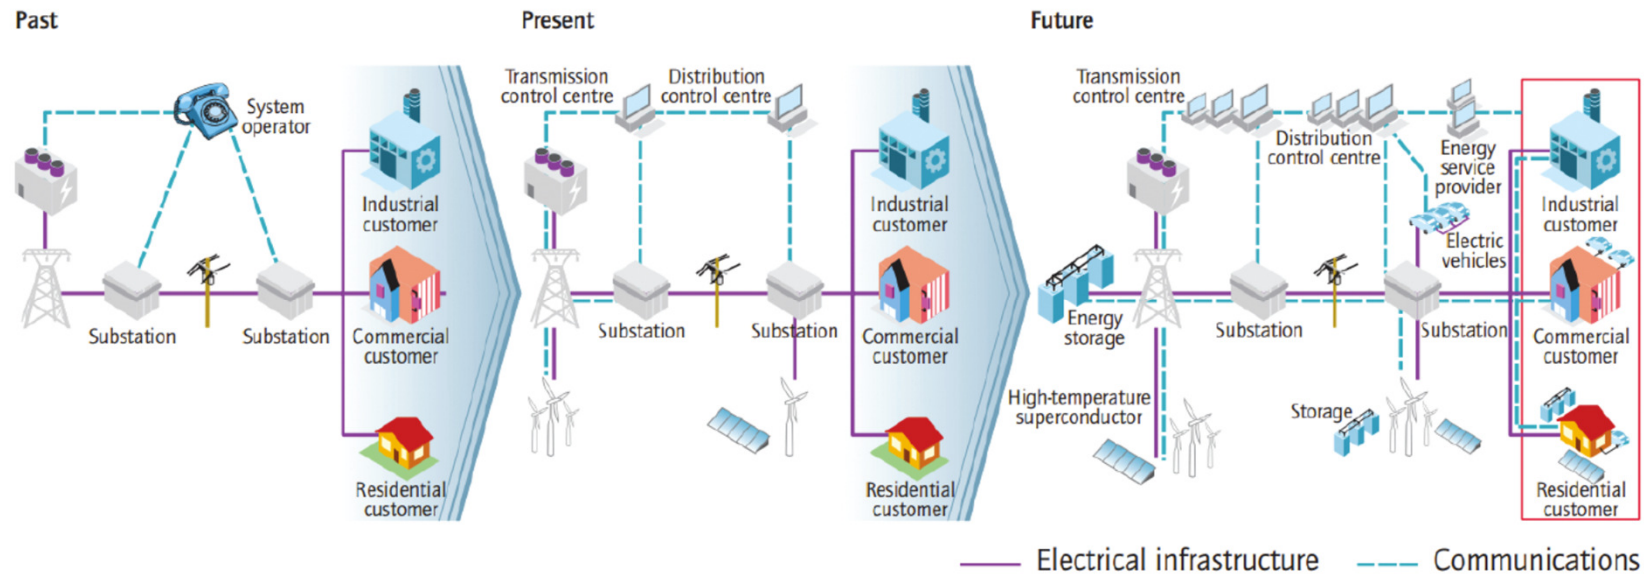 Past
System
operator
Substation
Substation
Industrial
customer
Commercial
customer
Residential
customer
Present
Transmission
control centre
Distribution
control centre
Substation
Substation
Industrial
customer
Commercial
customer
Residential
customer
Future
Transmission
control centre
Distribution
control centre
Energy
service
provider
Electric
vehicles
Energy
storage
Substation
Substation
High-temperature
superconductor
Storage
Industrial
customer
Commercial
customer
Residential
customer
Electrical infrastructure
Communications